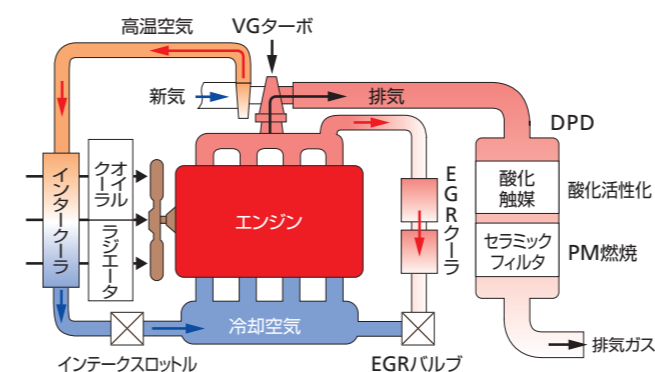 高温空気
VGターボ
新気
排気
DPD
インタークーラ
オイル
クーラ
ラジエータ
エンジン
EGRクーラ
酸化
触媒
酸化活性化
セラミック
フィルタ
PM燃焼
冷却空気
インテークスロットル
EGRバルブ
排気ガス